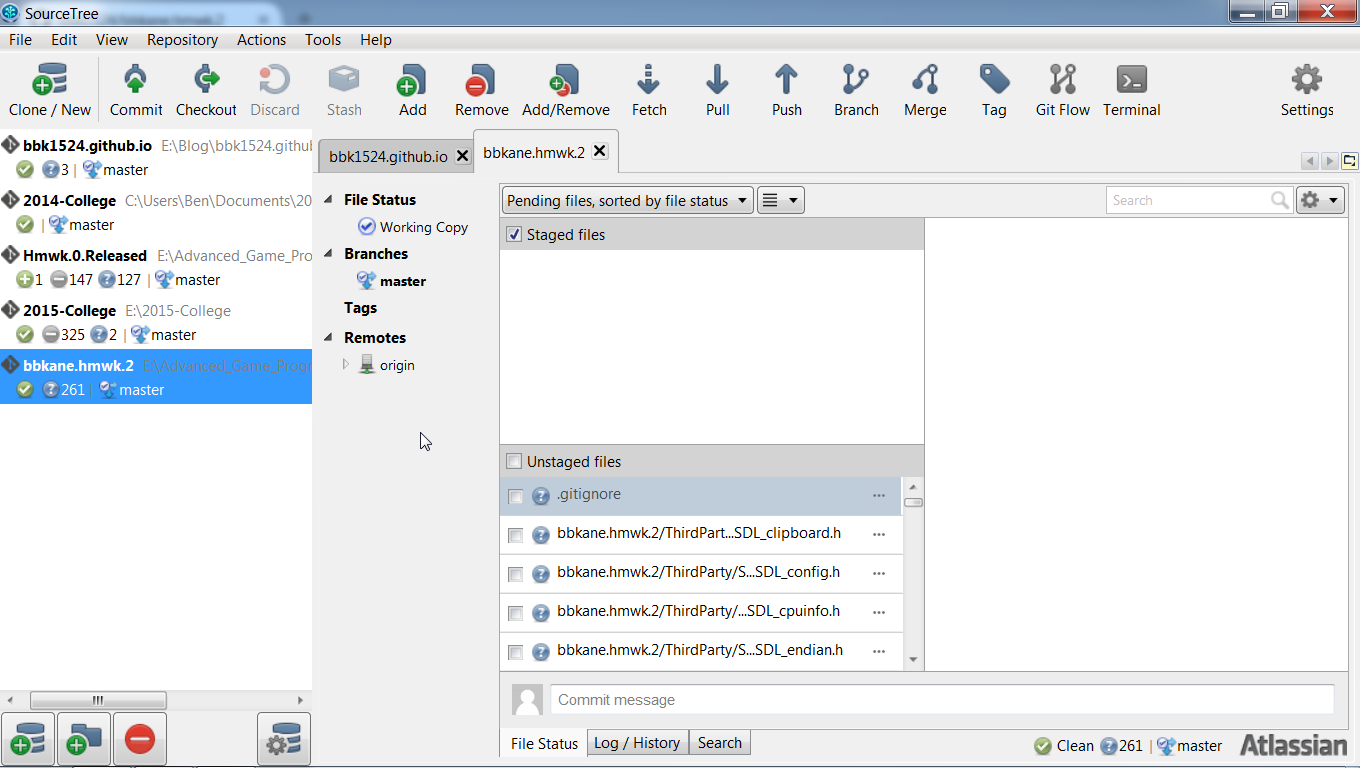 SourceTree
File Edit View Repository Actions Tools Help
Clone / New Commit Checkout Discard Stash Add Remove Add/Remove Fetch Pull Push Branch Merge Tag Git Flow Terminal Settings
bbk1524.github.io E:\Blog\bbk1524.githu
3 | master
2014-College C:\Users\Ben\Documents\20
| master
Hmwk.0.Released E:\Advanced_Game_Pro
1 147 127 | master
2015-College E:\2015-College
325 2 | master
bbkane.hmwk.2 E:\Advanced_Game_Progr
261 | master
bbk1524.github.io
bbkane.hmwk.2
File Status
Working Copy
Branches
master
Tags
Remotes
origin
Pending files, sorted by file status
Search
Staged files
Unstaged files
.gitignore ...
bbkane.hmwk.2/ThirdPart...SDL_clipboard.h ...
bbkane.hmwk.2/ThirdParty/S...SDL_config.h ...
bbkane.hmwk.2/ThirdParty/...SDL_cpuinfo.h ...
bbkane.hmwk.2/ThirdParty/S...SDL_endian.h ...
Commit message
File Status Log / History Search
Clean 261 | master Atlassian